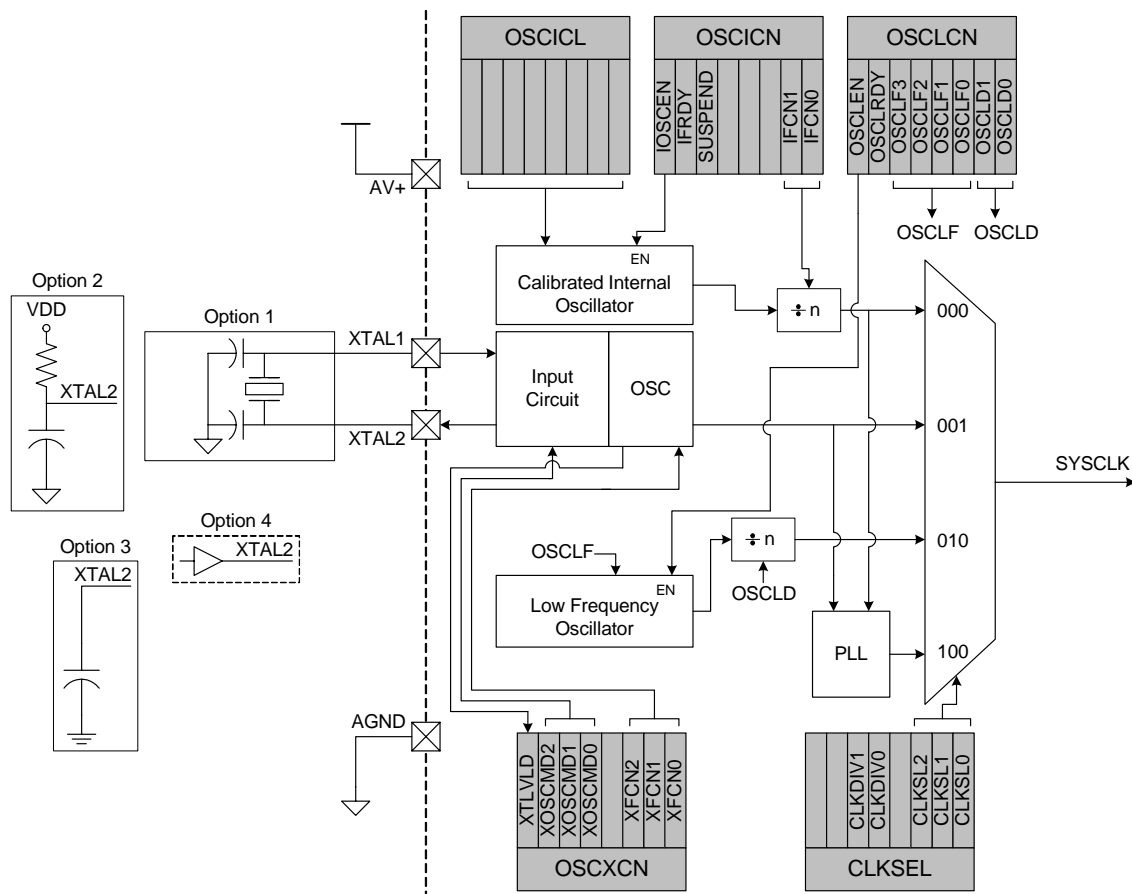 OSCICL
OSCICN
IOSCEN
IFRDY
SUSPEND
IFCN1
IFCN0
OSCLCN
OSCLEN
OSCLRDY
OSCLF3
OSCLF2
OSCLF1
OSCLF0
OSCLD1
OSCLD0
AV+
OSCLF
OSCLD
EN
Calibrated Internal
Oscillator
÷ n
000
Option 2
VDD
XTAL2
Option 1
XTAL1
XTAL2
Input
Circuit
OSC
001
SYSCLK
Option 4
XTAL2
Option 3
XTAL2
OSCLF
EN
Low Frequency
Oscillator
÷ n
OSCLD
010
PLL
100
AGND
XTLVLD
XOSCMD2
XOSCMD1
XOSCMD0
XFCN2
XFCN1
XFCN0
OSCXCN
CLKDIV1
CLKDIV0
CLKSL2
CLKSL1
CLKSL0
CLKSEL